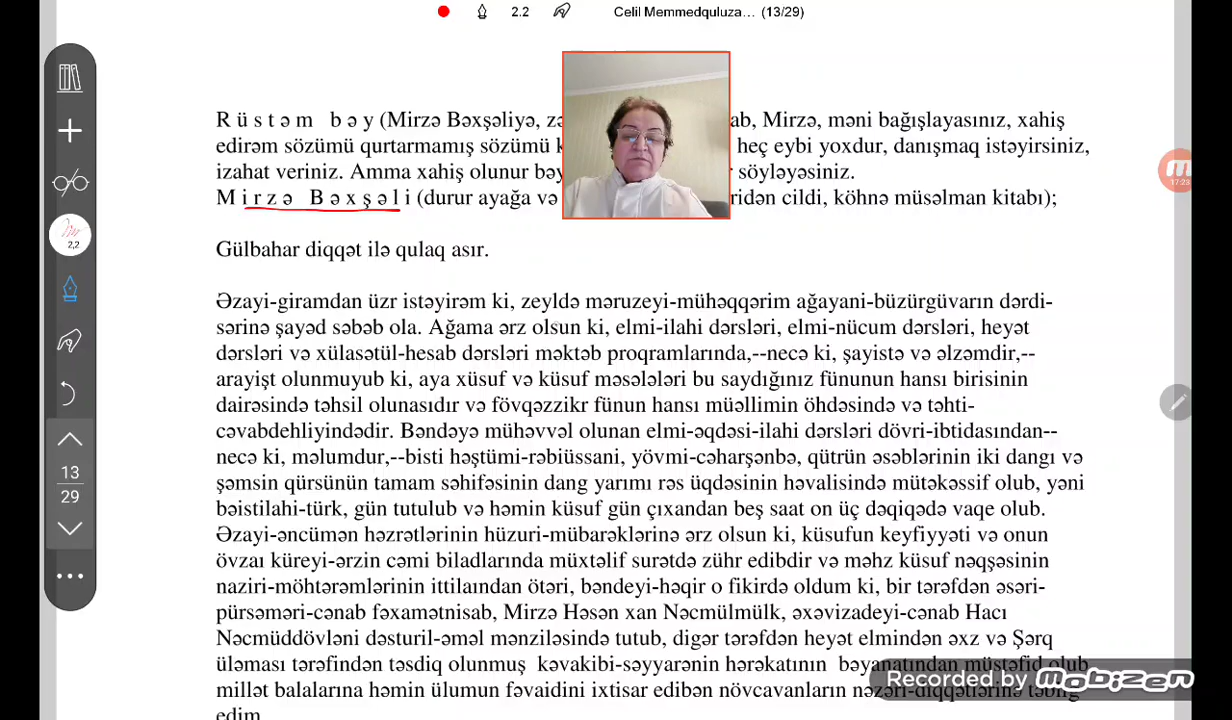 2.2 Celil Memmedquluza... (13/29)
R ü s t ə m b ə y (Mirzə Bəxşəliyə, ab, Mirzə, məni bağışlayasınız, xahiş
edirəm sözümü qurtarmamış sözümü heç eybi yoxdur, danışmaq istəyirsiniz,
izahat veriniz. Amma xahiş olunur söyləyəsiniz.
M i r z ə B ə x ş ə l i (durur ayağa və ridən cildi, köhnə müsəlman kitabı);
17:23
2,2
Gülbahar diqqət ilə qulaq asır.
Əzayi-giramdan üzr istəyirəm ki, zeyldə məruzeyi-mühəqqərim ağayani-büzürgüvarın dərdi-
sərinə şayəd səbəb ola. Ağama ərz olsun ki, elmi-ilahi dərsləri, elmi-nücum dərsləri, heyət
dərsləri və xülasətül-hesab dərsləri məktəb proqramlarında,--necə ki, şayistə və əlzəmdir,--
arayişt olunmuyub ki, aya xüsuf və küsuf məsələləri bu saydığınız fününun hansı birisinin
dairəsində təhsil olunasıdır və fövqəzzikr fünun hansı müəllimin öhdəsində və təhti-
cəvabdehliyindədir. Bəndəyə mühəvvəl olunan elmi-əqdəsi-ilahi dərsləri dövri-ibtidasından--
necə ki, məlumdur,--bisti həştümi-rəbiüssani, yövmi-cəharşənbə, qütrün əsəblərinin iki dangı və
şəmsin qürsünün tamam səhifəsinin dang yarımı rəs üqdəsinin həvalisində mütəkəssif olub, yəni
bəistilahi-türk, gün tutulub və həmin küsuf gün çıxandan beş saat on üç dəqiqədə vaqe olub.
Əzayi-əncümən həzrətlərinin hüzuri-mübarəklərinə ərz olsun ki, küsufun keyfiyyəti və onun
övzaı küreyi-ərzin cəmi biladlarında müxtəlif surətdə zühr edibdir və məhz küsuf nəqşəsinin
naziri-möhtərəmlərinin ittilaından ötəri, bəndeyi-həqir o fikirdə oldum ki, bir tərəfdən əsəri-
pürsəməri-cənab fəxamətnisab, Mirzə Həsən xan Nəcmülmülk, əxəvizadeyi-cənab Hacı
Nəcmüddövləni dəsturil-əməl mənziləsində tutub, digər tərəfdən heyət elmindən əxz və Şərq
üləması tərəfindən təsdiq olunmuş kəvakibi-səyyarənin hərəkatının bəyanatından müstəfid olub
millət balalarına həmin ülumun fəvaidini ixtisar edibən növcavanların nəzəri-diqqətlərinə təbliğ
edim.
13
29
Recorded by Mobizen